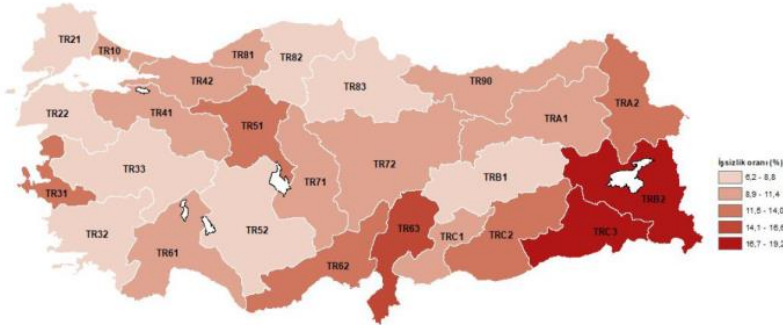 TR21
TR10
TR81
TR82
TR42
TR83
TR90
TRA2
TR22
TR41
TR51
TRA1
TR33
TR72
TR71
TRB1
TR31
TRB2
TR32
TR52
TR63
TRC1
TRC2
TRC3
TR61
TR62
İşsizlik oranı (%)
6,2 - 8,8
8,9 - 11,4
11,5 - 14,0
14,1 - 16,6
16,7 - 19,2